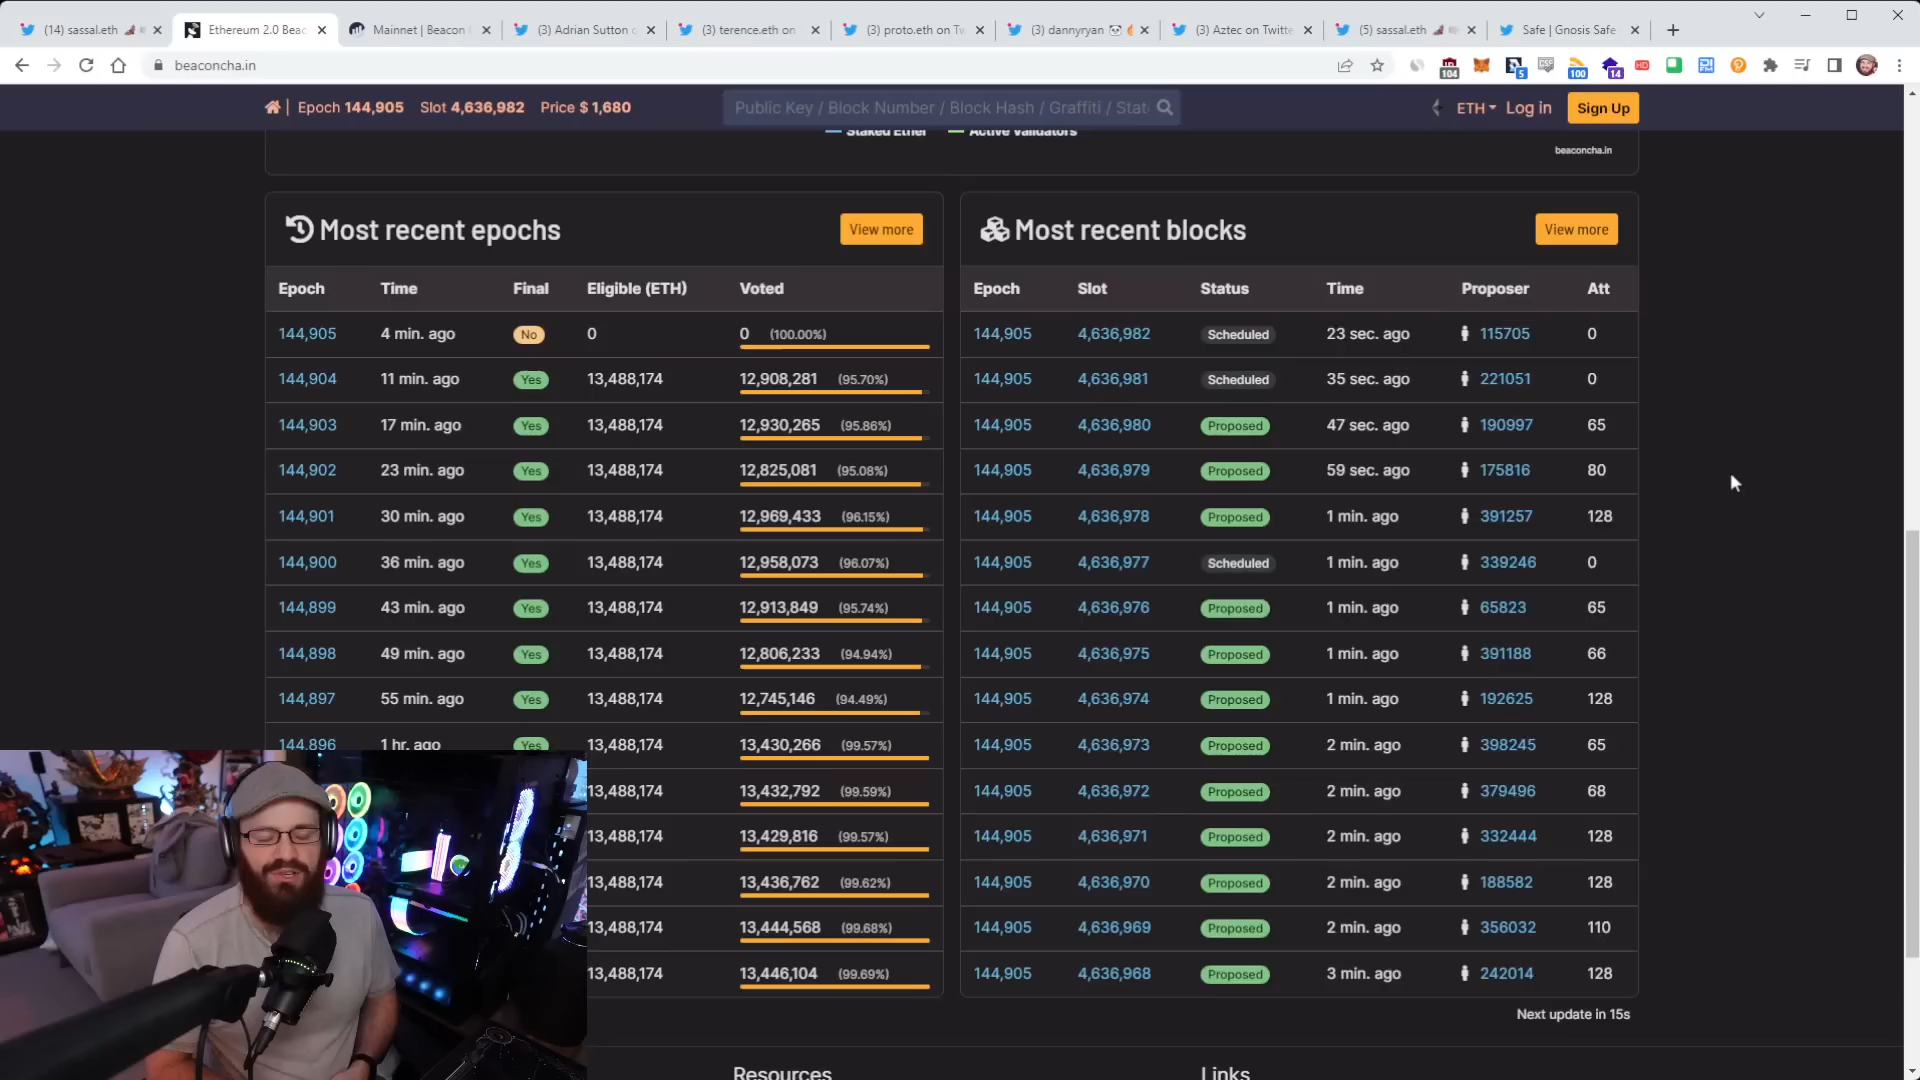 (14) sassal.eth
Ethereum 2.0 Beac
Mainnet | Beacon
(3) Adrian Sutton
(3) terence.eth on
(3) proto.eth on Tw
(3) dannyryan
(3) Aztec on Twitte
(5) sassal.eth
Safe | Gnosis Safe
beaconcha.in
104
5
100
14
Epoch 144,905 Slot 4,636,982 Price $ 1,680
Public Key / Block Number / Block Hash / Graffiti / Stat
ETH Log in Sign Up
Staked Ether Active Validators
beaconcha.in
Most recent epochs View more
Epoch Time Final Eligible (ETH) Voted
144,905 4 min. ago No 0 0 (100.00%)
144,904 11 min. ago Yes 13,488,174 12,908,281 (95.70%)
144,903 17 min. ago Yes 13,488,174 12,930,265 (95.86%)
144,902 23 min. ago Yes 13,488,174 12,825,081 (95.08%)
144,901 30 min. ago Yes 13,488,174 12,969,433 (96.15%)
144,900 36 min. ago Yes 13,488,174 12,958,073 (96.07%)
144,899 43 min. ago Yes 13,488,174 12,913,849 (95.74%)
144,898 49 min. ago Yes 13,488,174 12,806,233 (94.94%)
144,897 55 min. ago Yes 13,488,174 12,745,146 (94.49%)
144,896 1 hr. ago Yes 13,488,174 13,430,266 (99.57%)
13,488,174 13,432,792 (99.59%)
13,488,174 13,429,816 (99.57%)
13,488,174 13,436,762 (99.62%)
13,488,174 13,444,568 (99.68%)
13,488,174 13,446,104 (99.69%)
Most recent blocks View more
Epoch Slot Status Time Proposer Att
144,905 4,636,982 Scheduled 23 sec. ago 115705 0
144,905 4,636,981 Scheduled 35 sec. ago 221051 0
144,905 4,636,980 Proposed 47 sec. ago 190997 65
144,905 4,636,979 Proposed 59 sec. ago 175816 80
144,905 4,636,978 Proposed 1 min. ago 391257 128
144,905 4,636,977 Scheduled 1 min. ago 339246 0
144,905 4,636,976 Proposed 1 min. ago 65823 65
144,905 4,636,975 Proposed 1 min. ago 391188 66
144,905 4,636,974 Proposed 1 min. ago 192625 128
144,905 4,636,973 Proposed 2 min. ago 398245 65
144,905 4,636,972 Proposed 2 min. ago 379496 68
144,905 4,636,971 Proposed 2 min. ago 332444 128
144,905 4,636,970 Proposed 2 min. ago 188582 128
144,905 4,636,969 Proposed 2 min. ago 356032 110
144,905 4,636,968 Proposed 3 min. ago 242014 128
Next update in 15s
Resources Links